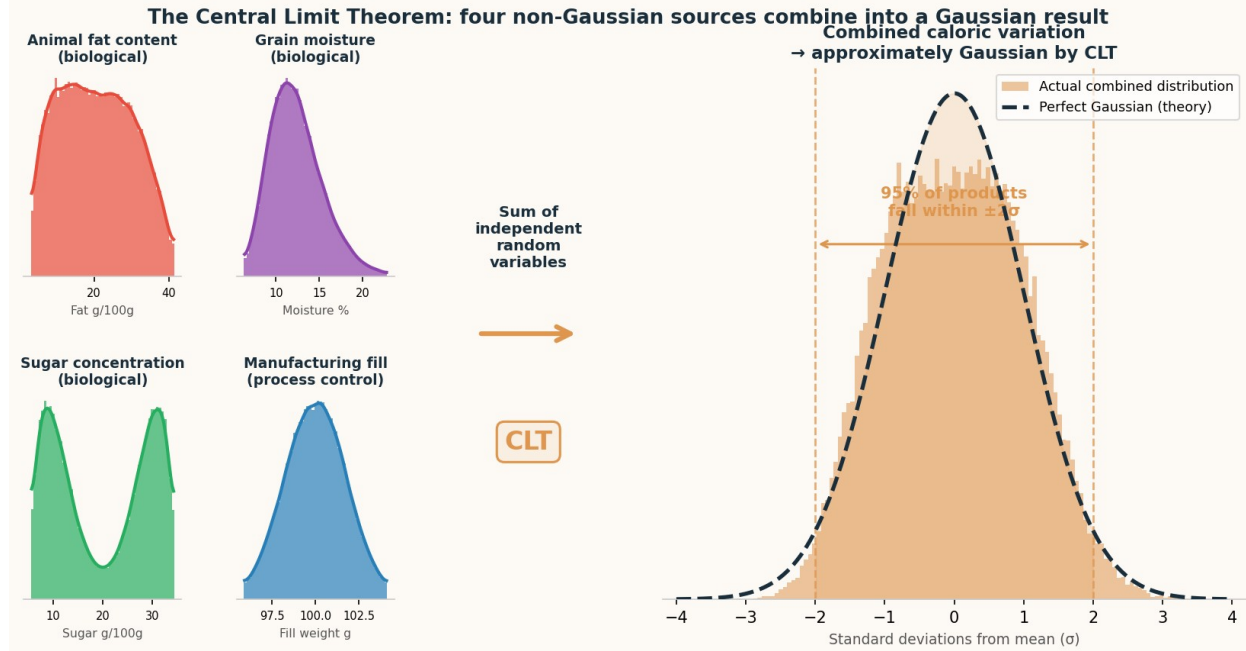 The Central Limit Theorem: four non-Gaussian sources combine into a Gaussian result
Animal fat content
(biological)
20
40
Fat g/100g
Grain moisture
(biological)
10
15
20
Moisture %
Sugar concentration
(biological)
10
20
30
Sugar g/100g
Manufacturing fill
(process control)
97.5
100.0
102.5
Fill weight g
Sum of
independent
random
variables
CLT
Combined caloric variation
→ approximately Gaussian by CLT
Actual combined distribution
Perfect Gaussian (theory)
95% of products
fall within ±2σ
−4
−3
−2
−1
0
1
2
3
4
Standard deviations from mean (σ)